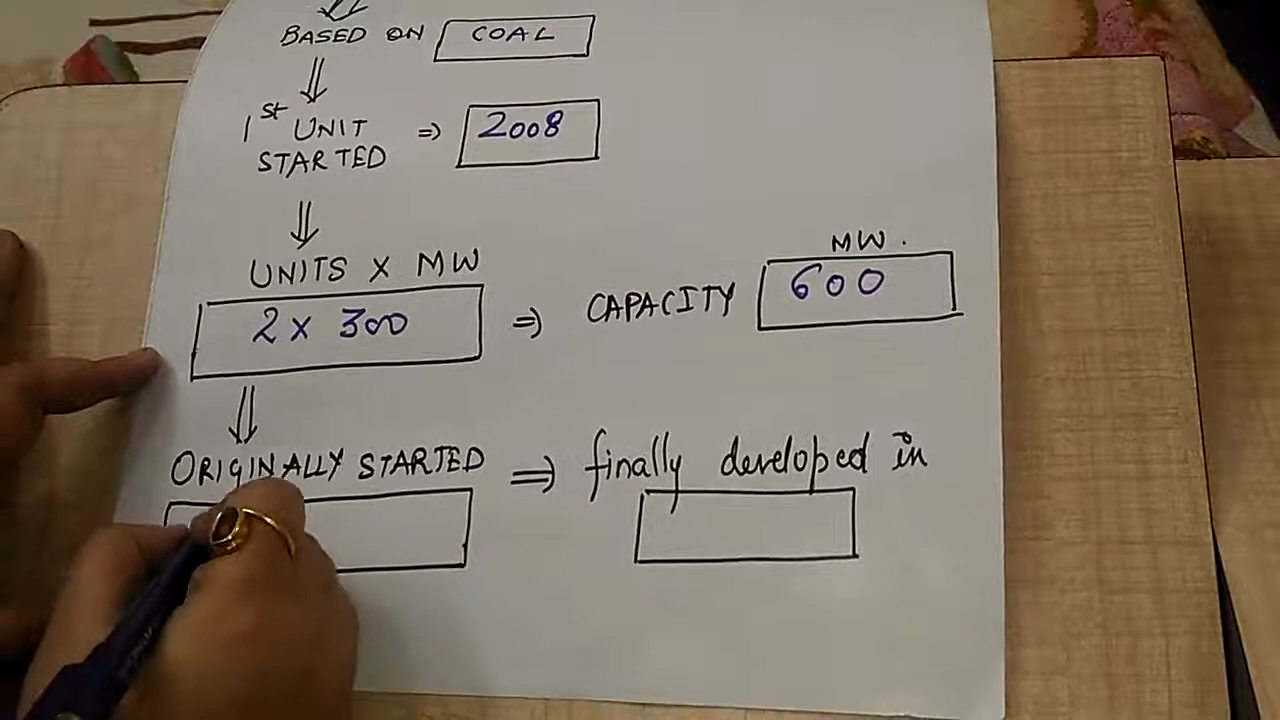 BASED ON COAL
1st UNIT => 2008
STARTED
UNITS X MW
2 x 300 => CAPACITY 600 MW.
ORIGINALLY STARTED => finally developed in